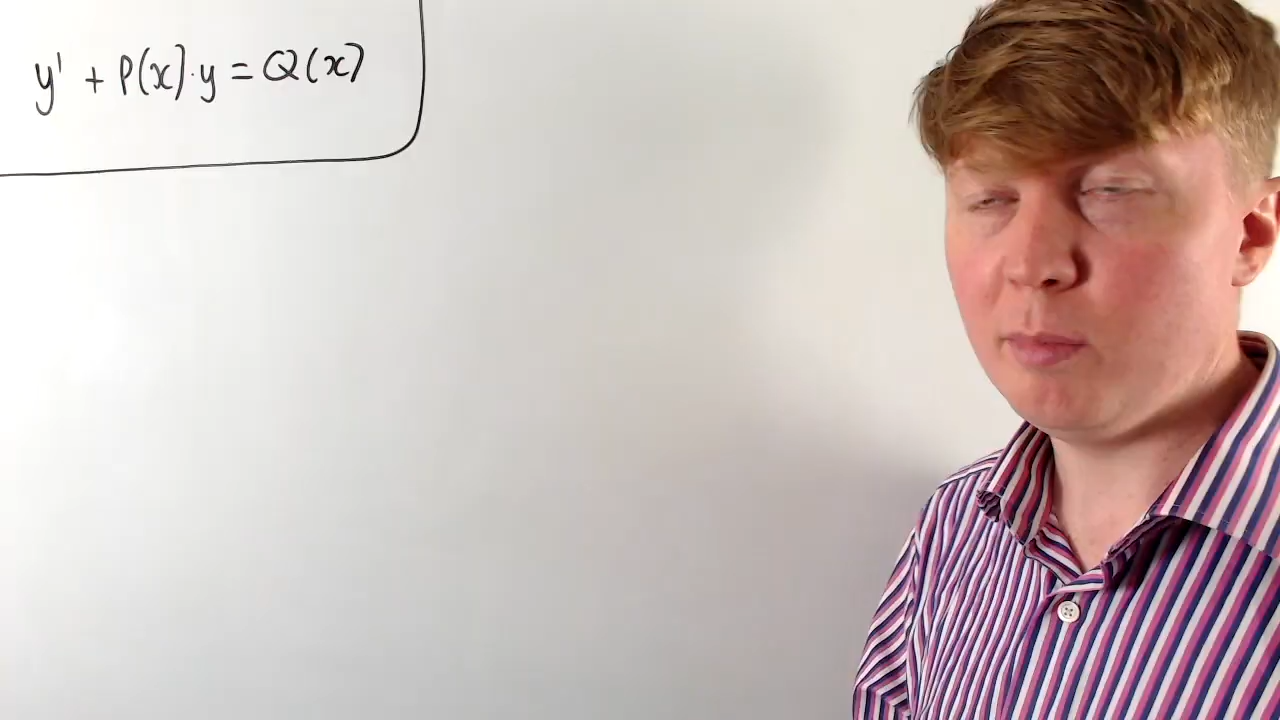 y' + P(x)·y = Q(x)